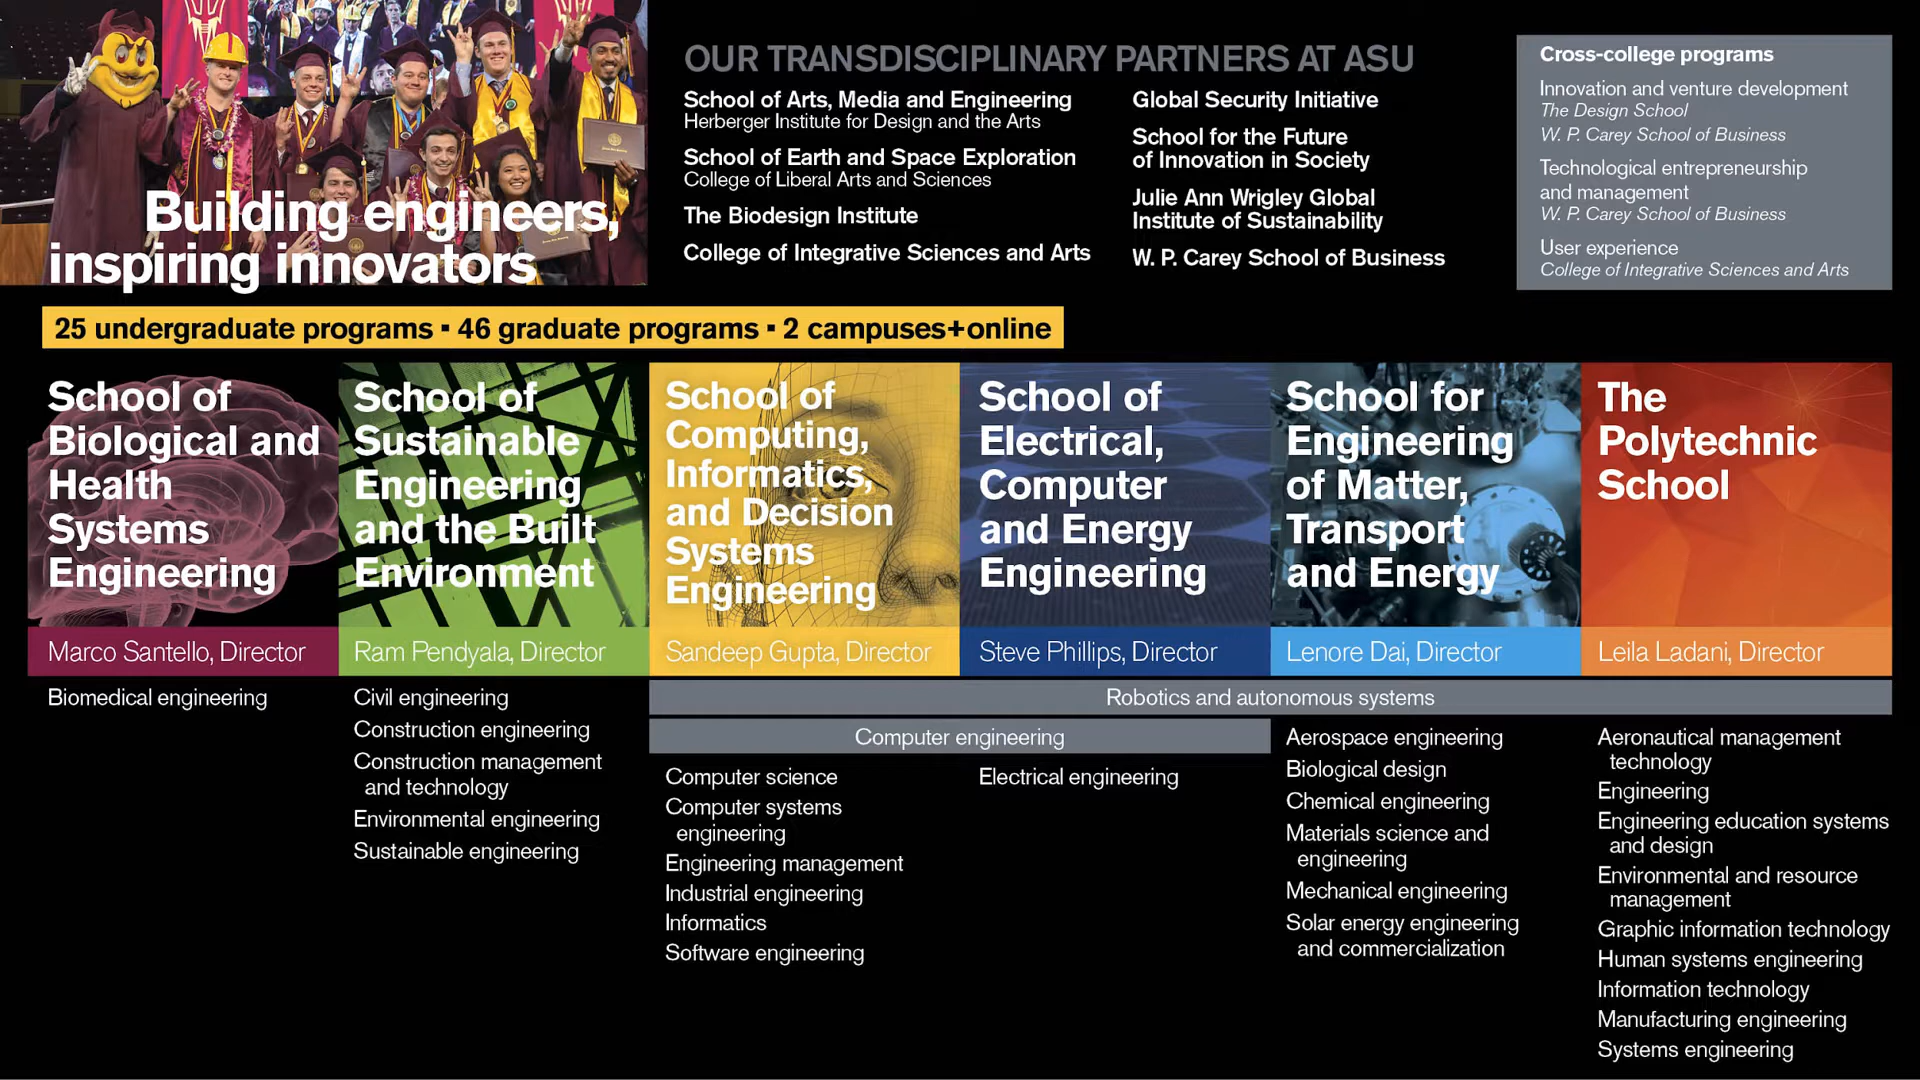 Building engineers,
inspiring innovators
OUR TRANSDISCIPLINARY PARTNERS AT ASU
School of Arts, Media and Engineering
Herberger Institute for Design and the Arts
School of Earth and Space Exploration
College of Liberal Arts and Sciences
The Biodesign Institute
College of Integrative Sciences and Arts
Global Security Initiative
School for the Future
of Innovation in Society
Julie Ann Wrigley Global
Institute of Sustainability
W. P. Carey School of Business
Cross-college programs
Innovation and venture development
The Design School
W. P. Carey School of Business
Technological entrepreneurship
and management
W. P. Carey School of Business
User experience
College of Integrative Sciences and Arts
25 undergraduate programs ▪ 46 graduate programs ▪ 2 campuses+online
School of
Biological and
Health
Systems
Engineering
Marco Santello, Director
Biomedical engineering
School of
Sustainable
Engineering
and the Built
Environment
Ram Pendyala, Director
Civil engineering
Construction engineering
Construction management
and technology
Environmental engineering
Sustainable engineering
School of
Computing,
Informatics,
and Decision
Systems
Engineering
Sandeep Gupta, Director
School of
Electrical,
Computer
and Energy
Engineering
Steve Phillips, Director
School for
Engineering
of Matter,
Transport
and Energy
Lenore Dai, Director
The
Polytechnic
School
Leila Ladani, Director
Robotics and autonomous systems
Computer engineering
Computer science
Computer systems
engineering
Engineering management
Industrial engineering
Informatics
Software engineering
Electrical engineering
Aerospace engineering
Biological design
Chemical engineering
Materials science and
engineering
Mechanical engineering
Solar energy engineering
and commercialization
Aeronautical management
technology
Engineering
Engineering education systems
and design
Environmental and resource
management
Graphic information technology
Human systems engineering
Information technology
Manufacturing engineering
Systems engineering